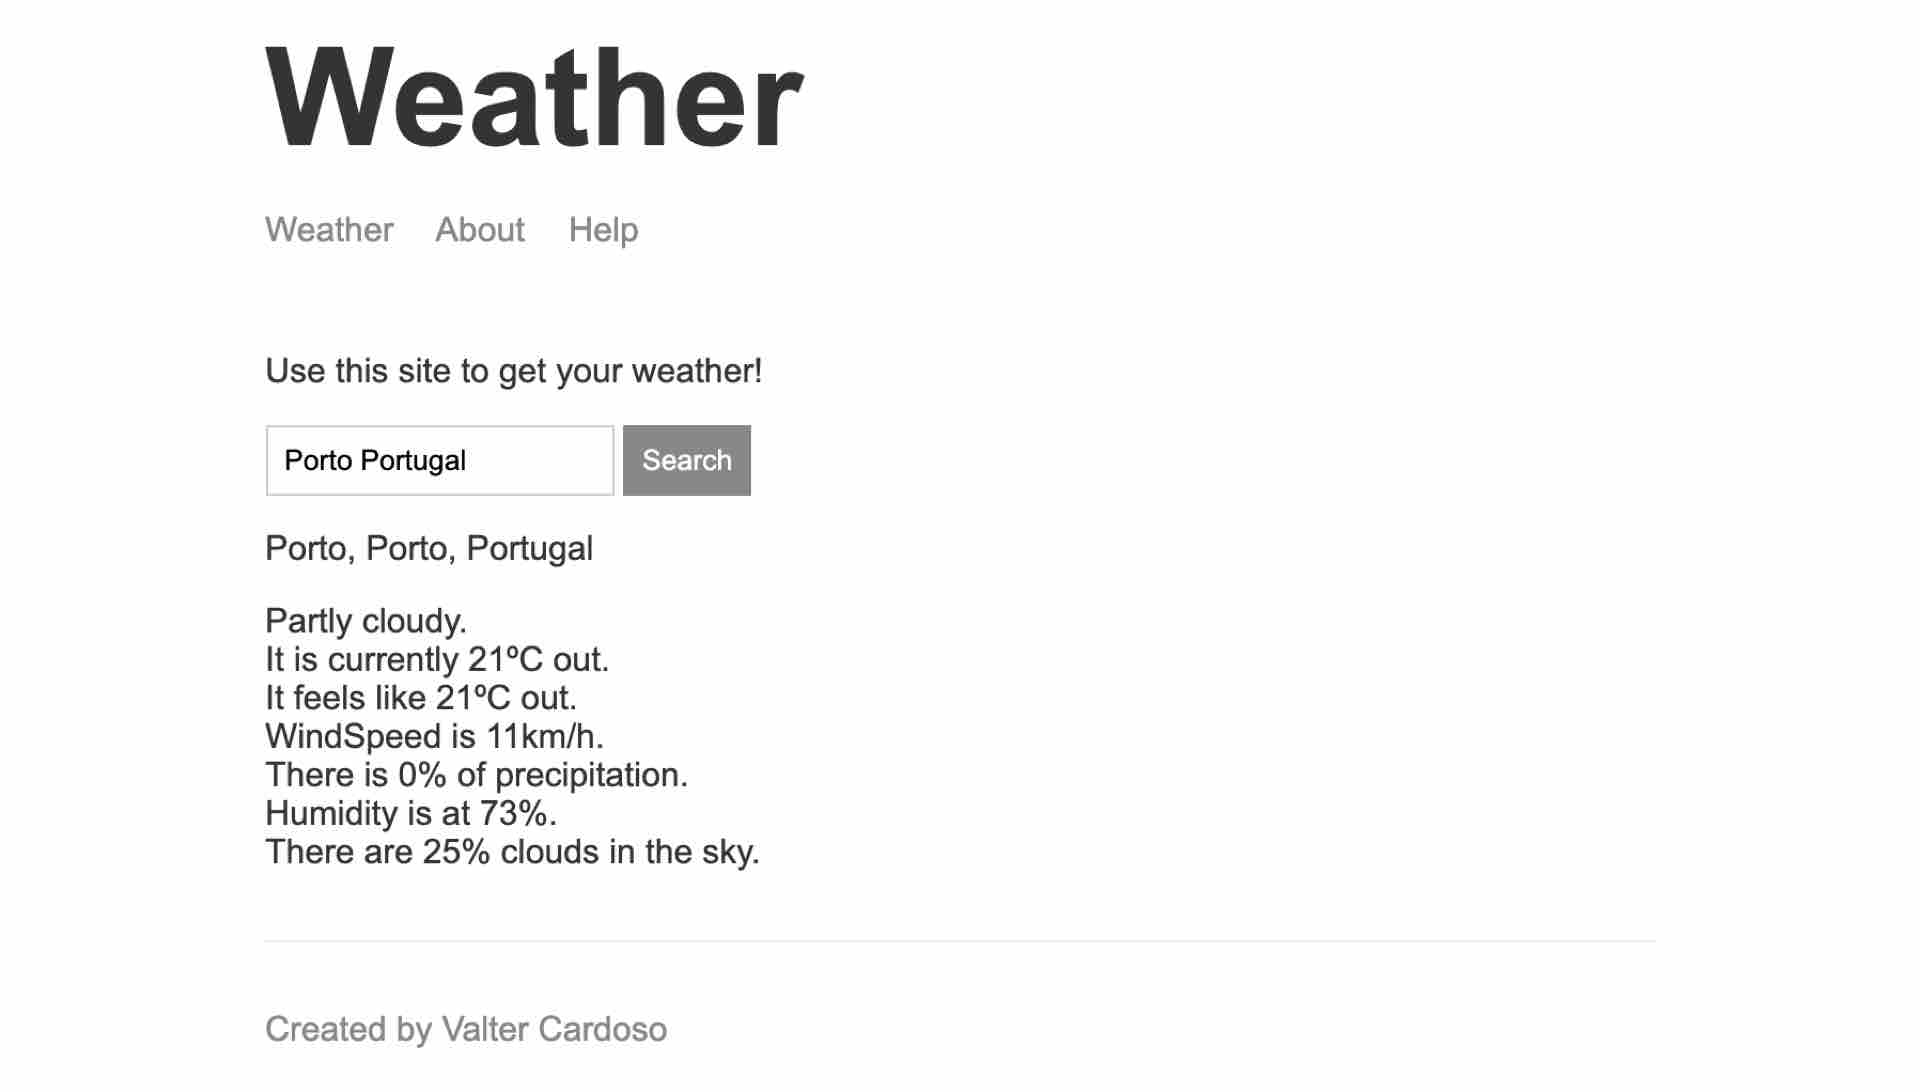 Weather
Weather About Help
Use this site to get your weather!
Porto Portugal Search
Porto, Porto, Portugal
Partly cloudy.
It is currently 21ºC out.
It feels like 21ºC out.
WindSpeed is 11km/h.
There is 0% of precipitation.
Humidity is at 73%.
There are 25% clouds in the sky.
Created by Valter Cardoso